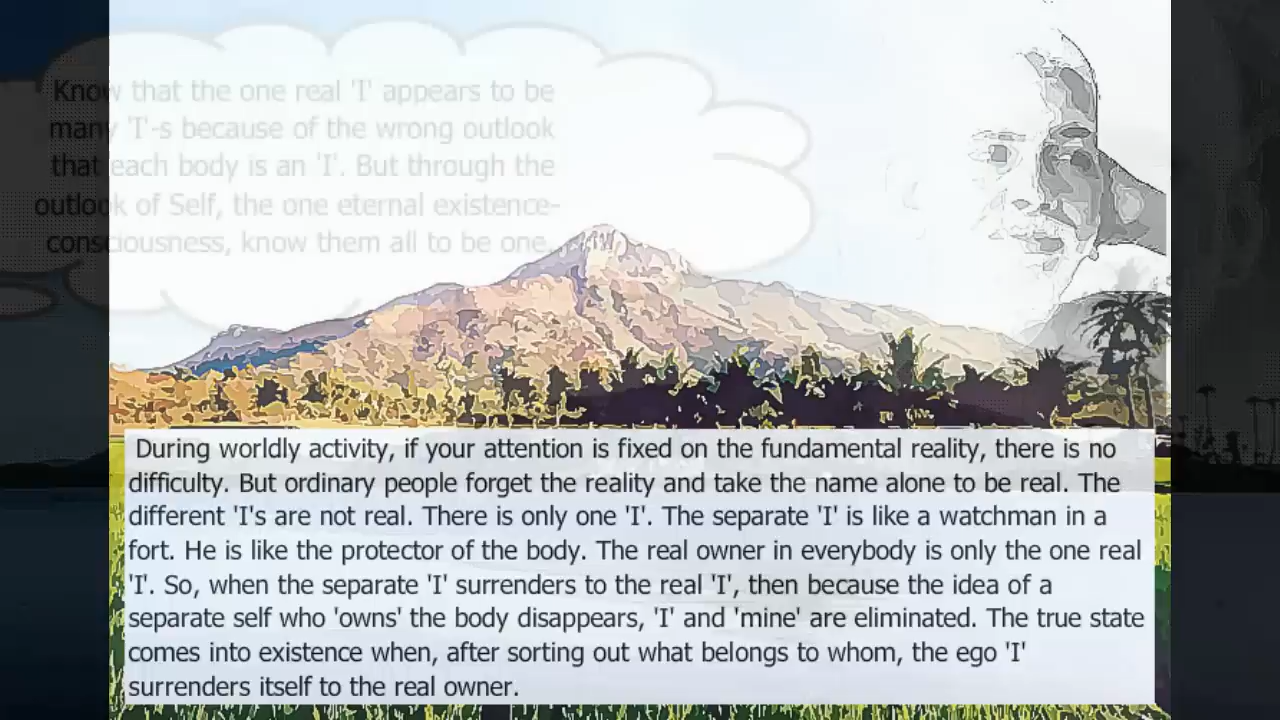 Know that the one real 'I' appears to be
many 'I'-s because of the wrong outlook
that each body is an 'I'. But through the
outlook of Self, the one eternal existence-
consciousness, know them all to be one.
During worldly activity, if your attention is fixed on the fundamental reality, there is no
difficulty. But ordinary people forget the reality and take the name alone to be real. The
different 'I's are not real. There is only one 'I'. The separate 'I' is like a watchman in a
fort. He is like the protector of the body. The real owner in everybody is only the one real
'I'. So, when the separate 'I' surrenders to the real 'I', then because the idea of a
separate self who 'owns' the body disappears, 'I' and 'mine' are eliminated. The true state
comes into existence when, after sorting out what belongs to whom, the ego 'I'
surrenders itself to the real owner.